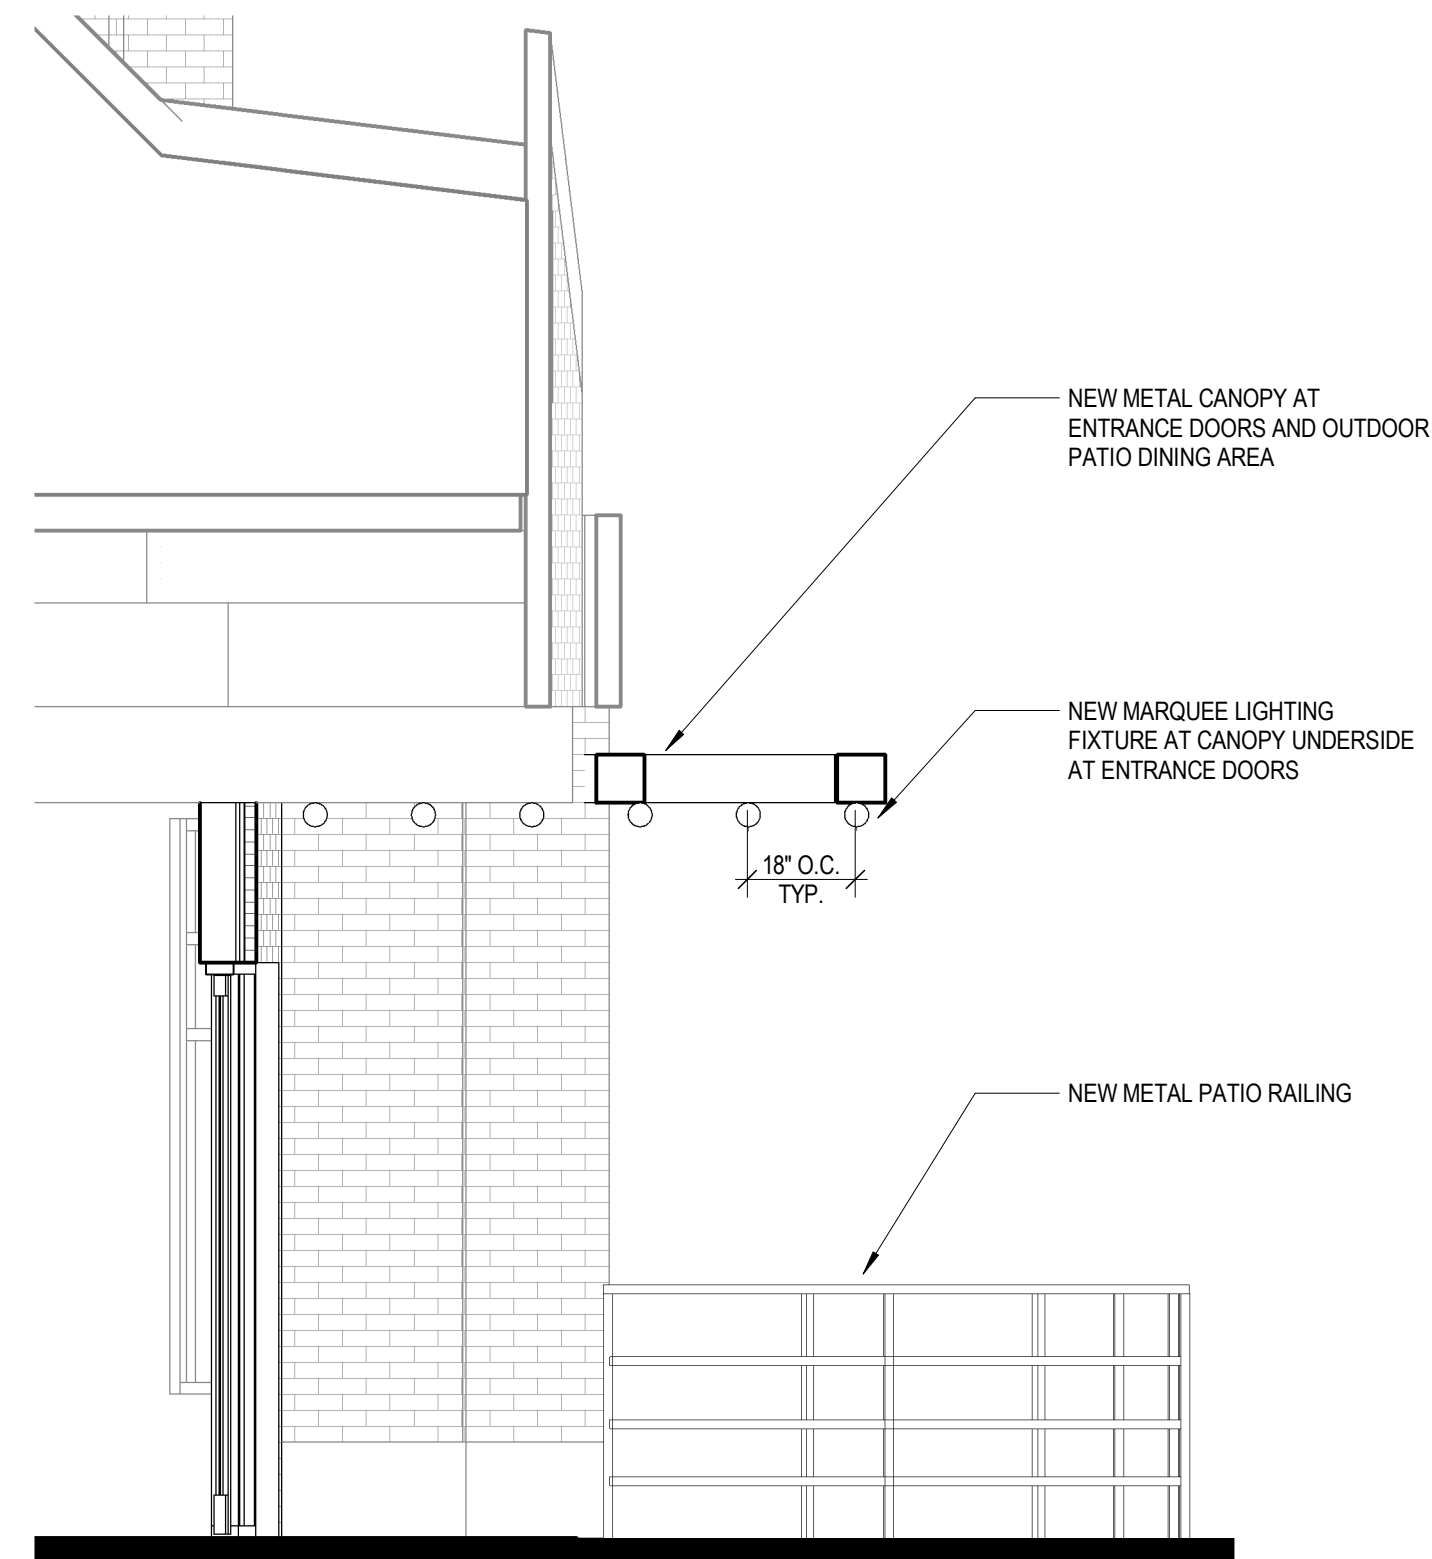 NEW METAL CANOPY AT
ENTRANCE DOORS AND OUTDOOR
PATIO DINING AREA
NEW MARQUEE LIGHTING
FIXTURE AT CANOPY UNDERSIDE
AT ENTRANCE DOORS
18" O.C.
TYP.
NEW METAL PATIO RAILING